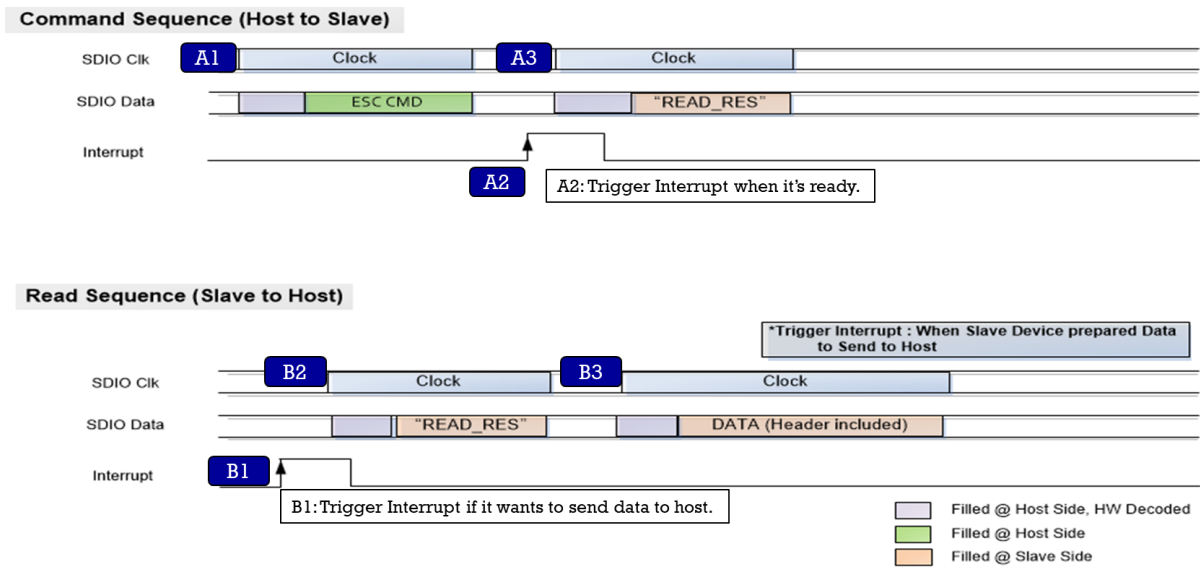 Command Sequence (Host to Slave)
SDIO Clk
A1
Clock
A3
Clock
SDIO Data
ESC CMD
“READ_RES”
Interrupt
A2
A2: Trigger Interrupt when it’s ready.
Read Sequence (Slave to Host)
*Trigger Interrupt : When Slave Device prepared Data
to Send to Host
SDIO Clk
B2
Clock
B3
Clock
SDIO Data
“READ_RES”
DATA (Header included)
Interrupt
B1
B1: Trigger Interrupt if it wants to send data to host.
Filled @ Host Side, HW Decoded
Filled @ Host Side
Filled @ Slave Side